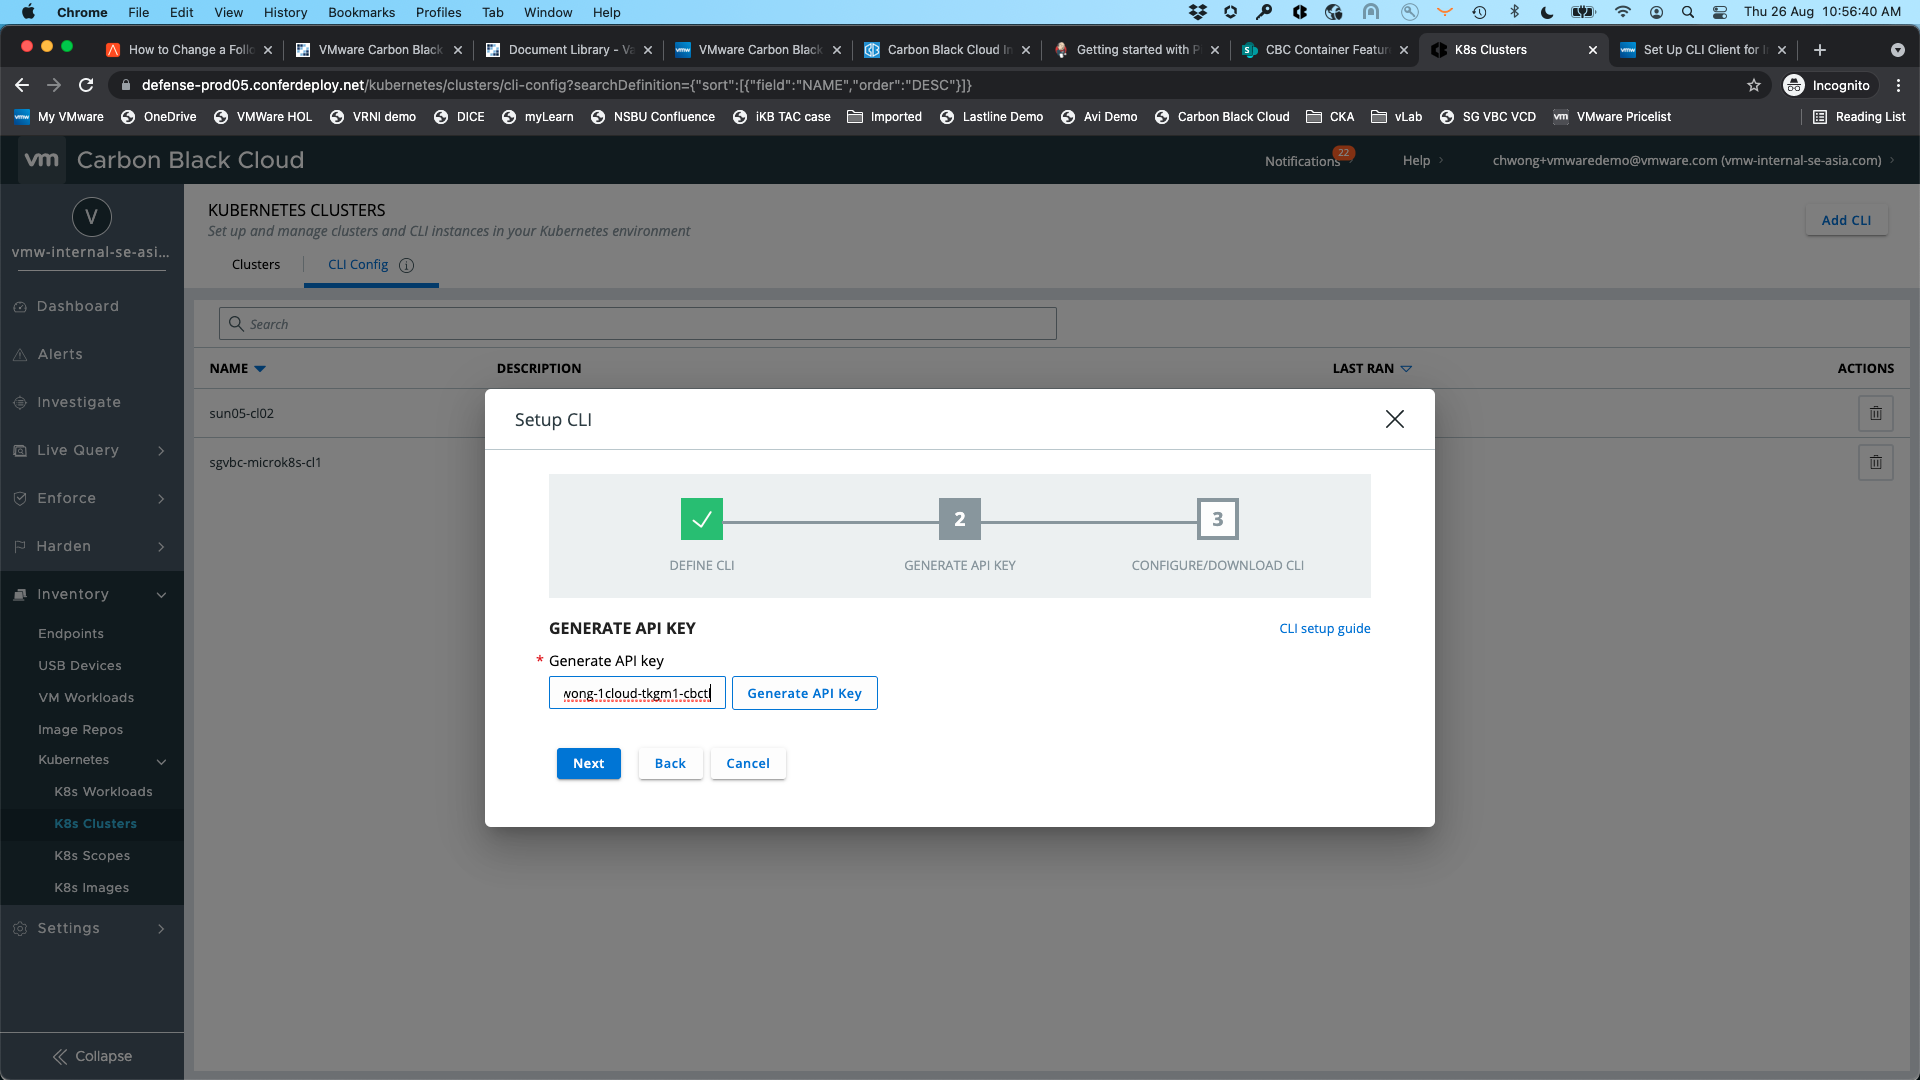 Chrome File Edit View History Bookmarks Profiles Tab Window Help Thu 26 Aug 10:56:40 AM
How to Change a Follo VMware Carbon Black Document Library - Va VMware Carbon Black Carbon Black Cloud In Getting started with P CBC Container Featur K8s Clusters Set Up CLI Client for I
defense-prod05.conferdeploy.net/kubernetes/clusters/cli-config?searchDefinition={"sort":[{"field":"NAME","order":"DESC"}]} Incognito
My VMware OneDrive VMWare HOL VRNI demo DICE myLearn NSBU Confluence iKB TAC case Imported Lastline Demo Avi Demo Carbon Black Cloud CKA vLab SG VBC VCD vm VMware Pricelist Reading List
vm Carbon Black Cloud Notifications 22 Help chwong+vmwaredemo@vmware.com (vmw-internal-se-asia.com)
V
vmw-internal-se-asi...
Dashboard
Alerts
Investigate
Live Query
Enforce
Harden
Inventory
Endpoints
USB Devices
VM Workloads
Image Repos
Kubernetes
K8s Workloads
K8s Clusters
K8s Scopes
K8s Images
Settings
Collapse
KUBERNETES CLUSTERS
Set up and manage clusters and CLI instances in your Kubernetes environment
Add CLI
Clusters CLI Config
Search
NAME DESCRIPTION LAST RAN ACTIONS
sun05-cl02
sgvbc-microk8s-cl1
Setup CLI
2 3
DEFINE CLI GENERATE API KEY CONFIGURE/DOWNLOAD CLI
GENERATE API KEY CLI setup guide
* Generate API key
wong-1cloud-tkgm1-cbctl Generate API Key
Next Back Cancel